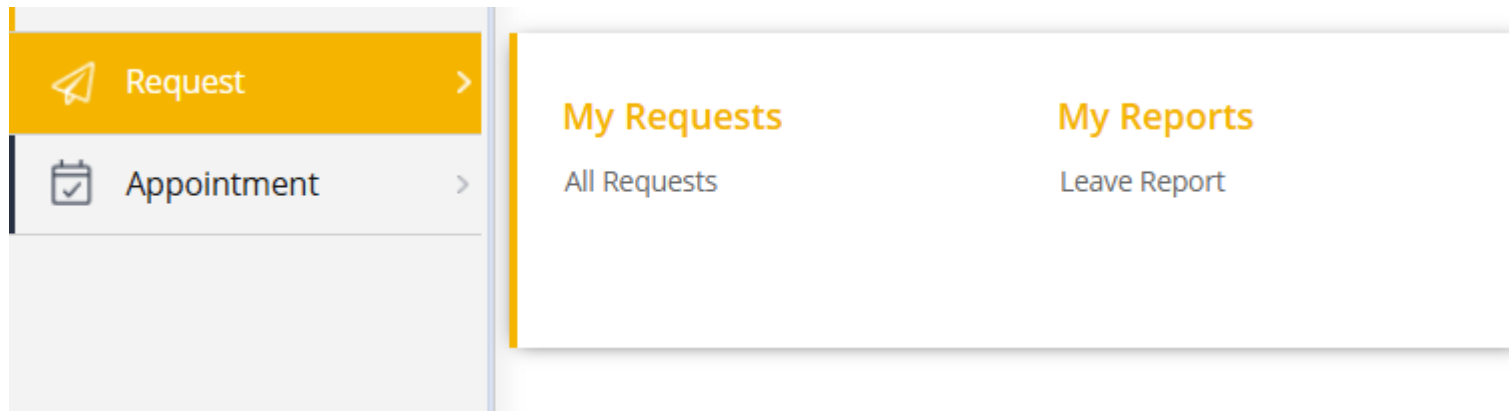 Request
Appointment
My Requests
All Requests
My Reports
Leave Report